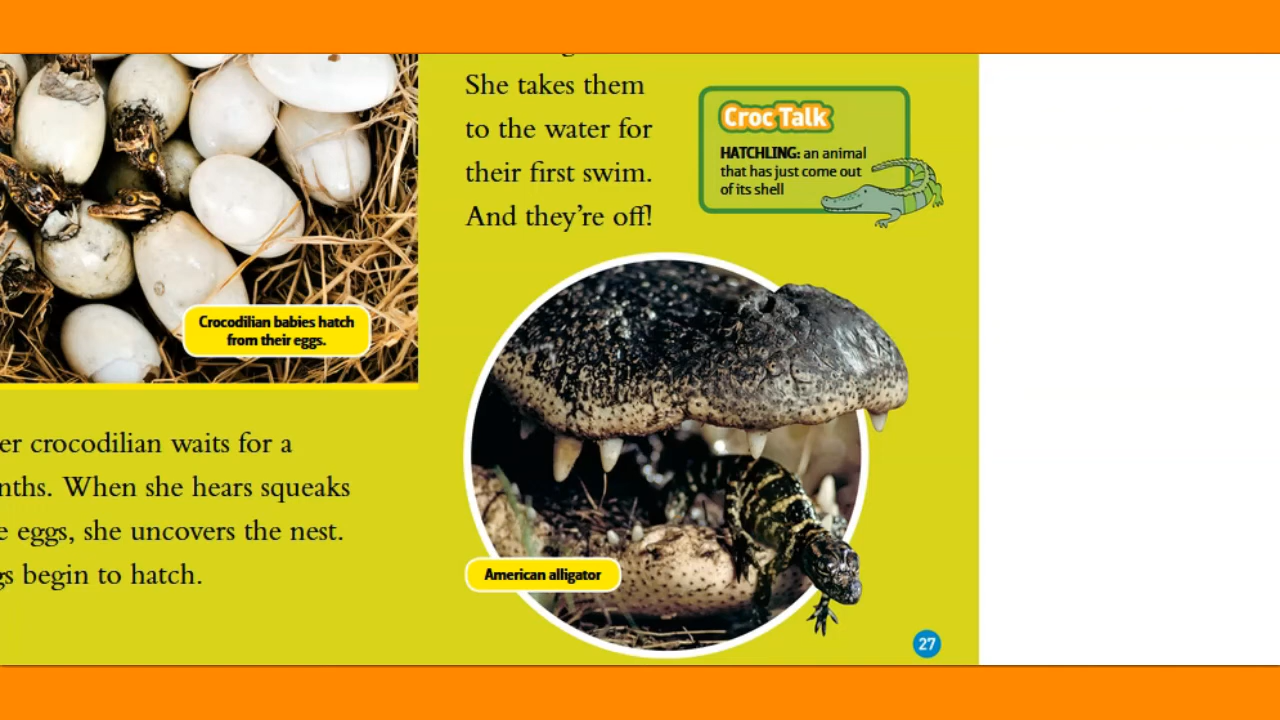 She takes them
to the water for
their first swim.
And they're off!
Croc Talk
HATCHLING: an animal
that has just come out
of its shell
Crocodilian babies hatch
from their eggs.
er crocodilian waits for a
nths. When she hears squeaks
e eggs, she uncovers the nest.
gs begin to hatch.
American alligator
27